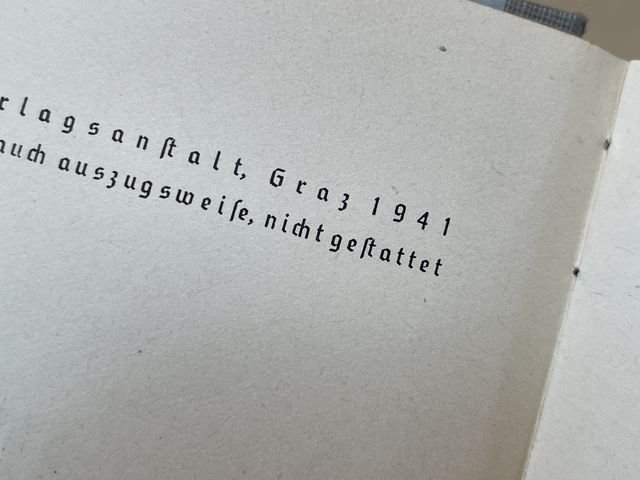 rlagsanſtalt, Graz 1941
auch auszugsweiſe, nicht geſtattet